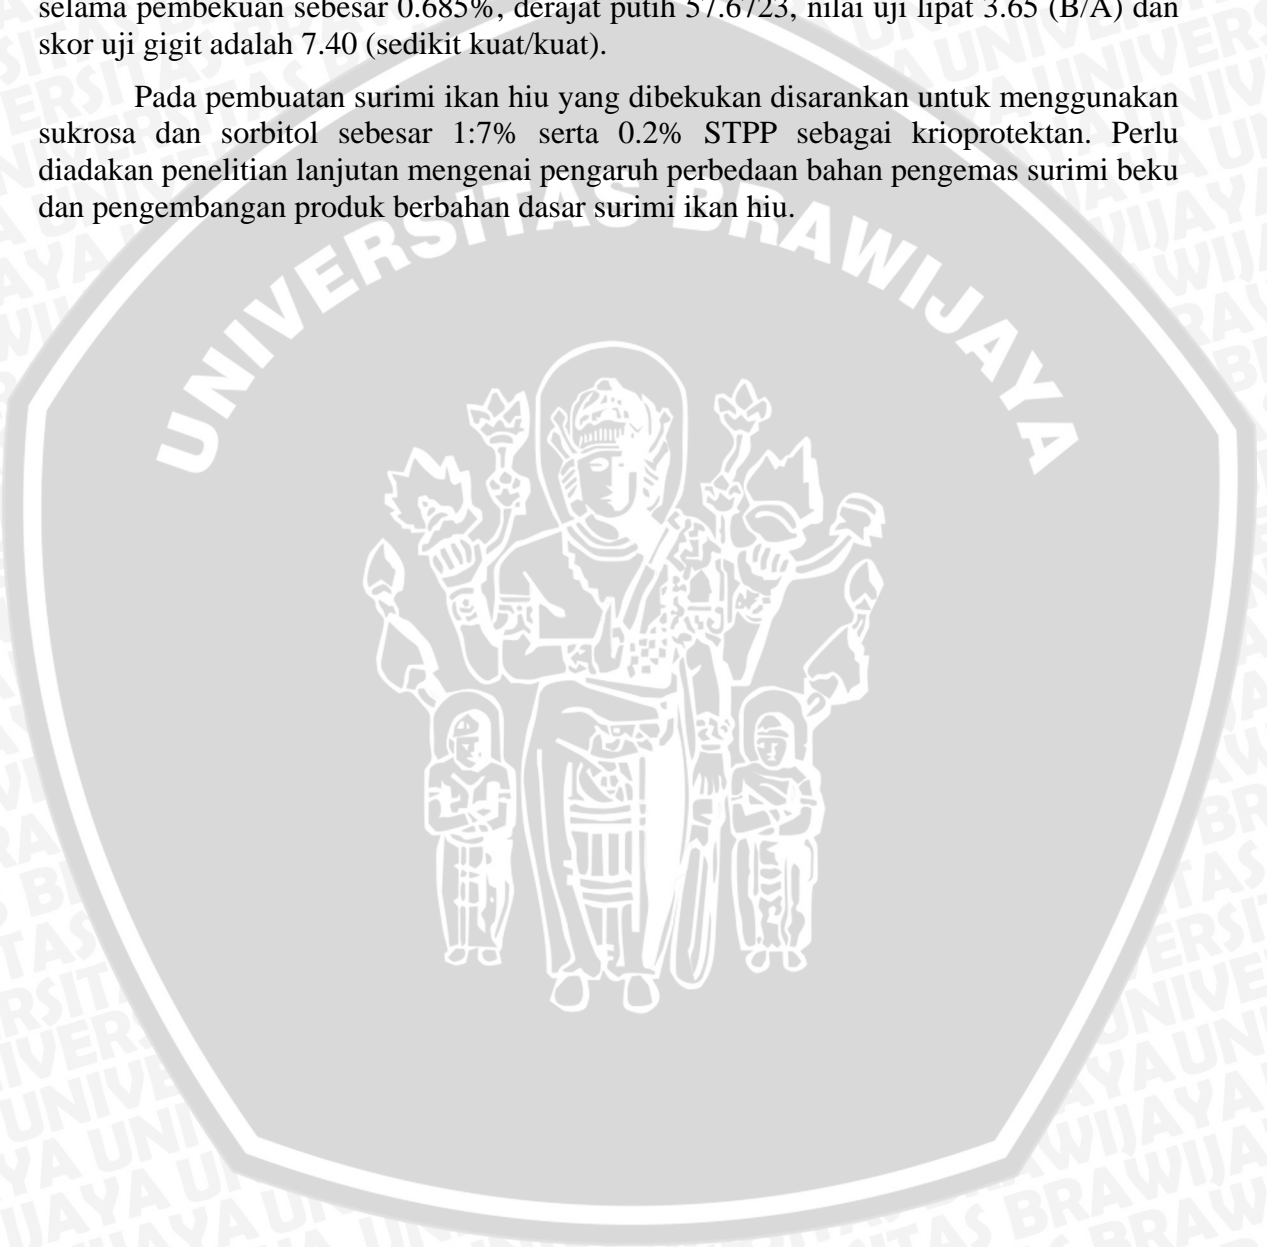 selama pembekuan sebesar 0.685%, derajat putih 57.6723, nilai uji lipat 3.65 (B/A) dan
skor uji gigit adalah 7.40 (sedikit kuat/kuat).
Pada pembuatan surimi ikan hiu yang dibekukan disarankan untuk menggunakan
sukrosa dan sorbitol sebesar 1:7% serta 0.2% STPP sebagai krioprotektan. Perlu
diadakan penelitian lanjutan mengenai pengaruh perbedaan bahan pengemas surimi beku
dan pengembangan produk berbahan dasar surimi ikan hiu.
UNIVERSITAS BRAWIJAYA